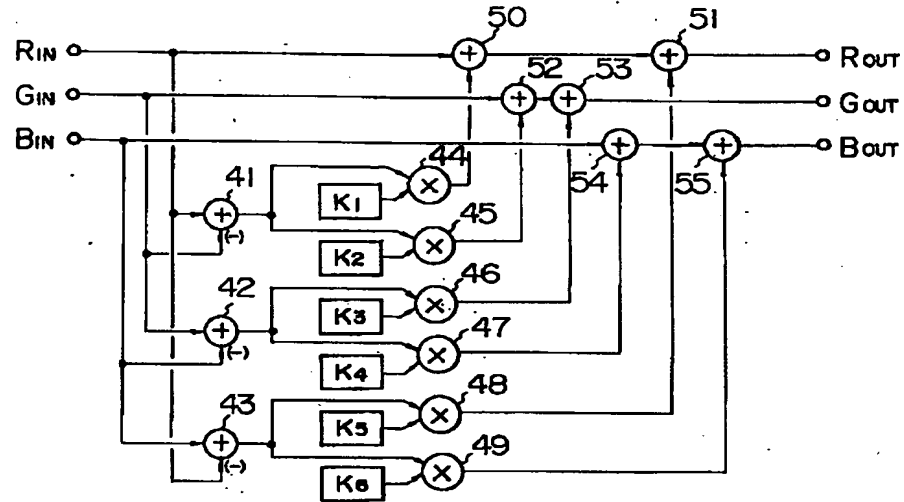 50
51
RIN
+
+
ROUT
52
53
GIN
+
+
GOUT
BIN
+
+
BOUT
54
55
44
41
×
K1
+
(-)
45
×
K2
46
42
×
K3
+
(-)
47
×
K4
48
43
×
K5
+
(-)
49
×
K6